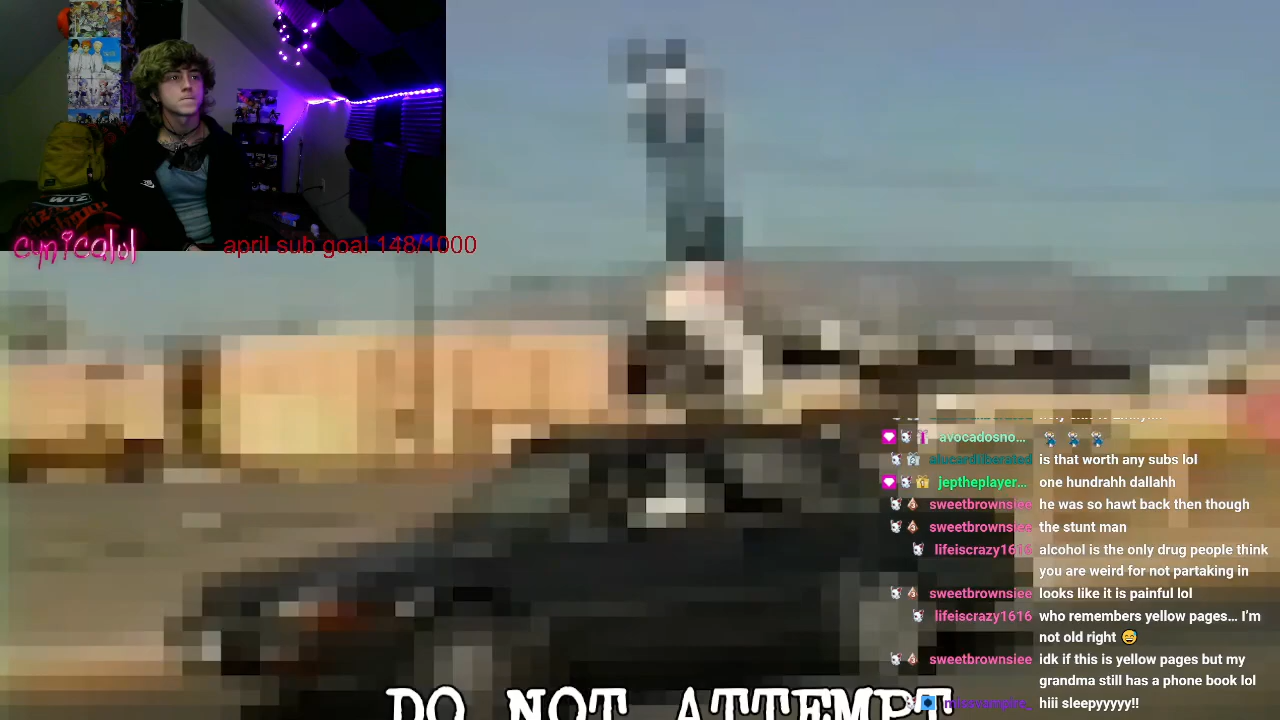 WIZ
cynicalol
april sub goal 148/1000
avocadosno...
alucardliberated is that worth any subs lol
jeptheplayer... one hundrahh dallahh
sweetbrownsiee he was so hawt back then though
sweetbrownsiee the stunt man
lifeiscrazy1616 alcohol is the only drug people think
you are weird for not partaking in
sweetbrownsiee looks like it is painful lol
lifeiscrazy1616 who remembers yellow pages... I'm
not old right 😅
sweetbrownsiee idk if this is yellow pages but my
grandma still has a phone book lol
missvampire_ hiii sleepyyyyy!!
DO NOT ATTEMPT